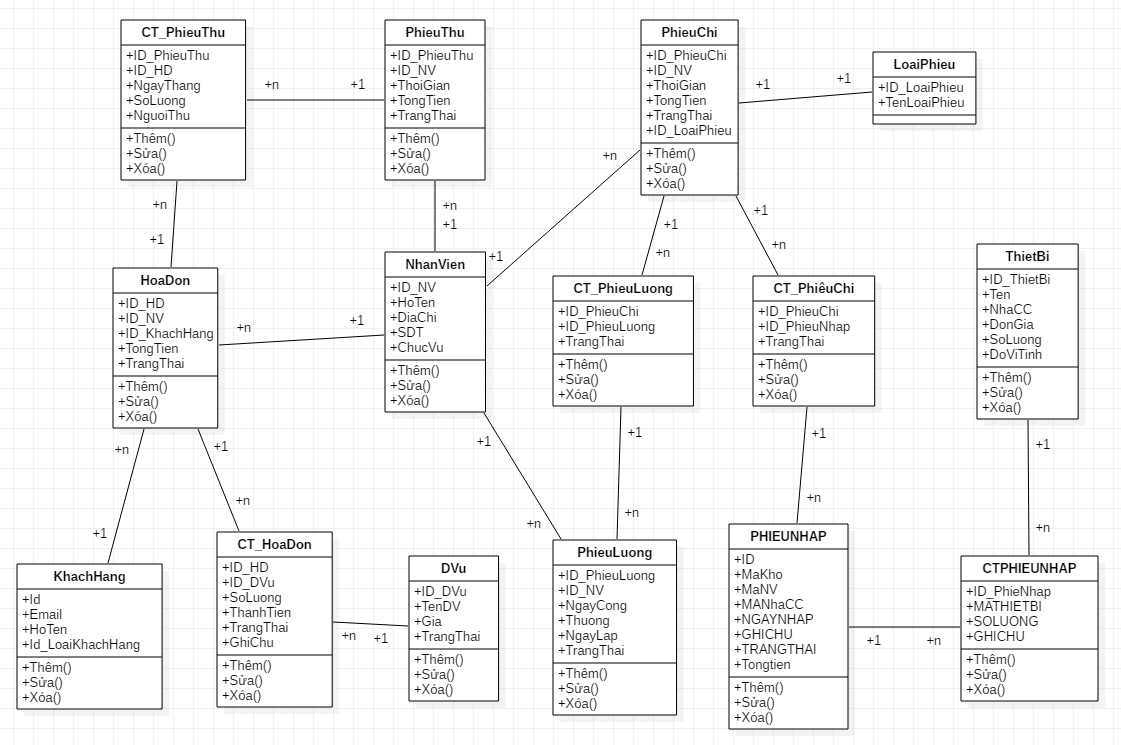 CT_PhieuThu
+ID_PhieuThu
+ID_HD
+NgayThang
+SoLuong
+NguoiThu
+Thêm()
+Sửa()
+Xóa()
+n
+1
PhieuThu
+ID_PhieuThu
+ID_NV
+ThoiGian
+TongTien
+TrangThai
+Thêm()
+Sửa()
+Xóa()
PhieuChi
+ID_PhieuChi
+ID_NV
+ThoiGian
+TongTien
+TrangThai
+ID_LoaiPhieu
+Thêm()
+Sửa()
+Xóa()
+1
+1
LoaiPhieu
+ID_LoaiPhieu
+TenLoaiPhieu
+n
+1
+n
+1
+n
+1
+1
+n
+1
+n
HoaDon
+ID_HD
+ID_NV
+ID_KhachHang
+TongTien
+TrangThai
+Thêm()
+Sửa()
+Xóa()
+n
+1
NhanVien
+ID_NV
+HoTen
+DiaChi
+SDT
+ChucVu
+Thêm()
+Sửa()
+Xóa()
CT_PhieuLuong
+ID_PhieuChi
+ID_PhieuLuong
+TrangThai
+Thêm()
+Sửa()
+Xóa()
CT_PhiêuChi
+ID_PhieuChi
+ID_PhieuNhap
+TrangThai
+Thêm()
+Sửa()
+Xóa()
ThietBi
+ID_ThietBi
+Ten
+NhaCC
+DonGia
+SoLuong
+DoViTinh
+Thêm()
+Sửa()
+Xóa()
+n
+1
+1
+n
+1
+n
+1
+n
+1
+n
+1
+n
KhachHang
+Id
+Email
+HoTen
+Id_LoaiKhachHang
+Thêm()
+Sửa()
+Xóa()
CT_HoaDon
+ID_HD
+ID_DVu
+SoLuong
+ThanhTien
+TrangThai
+GhiChu
+Thêm()
+Sửa()
+Xóa()
+n
+1
DVu
+ID_DVu
+TenDV
+Gia
+TrangThai
+Thêm()
+Sửa()
+Xóa()
PhieuLuong
+ID_PhieuLuong
+ID_NV
+NgayCong
+Thuong
+NgayLap
+TrangThai
+Thêm()
+Sửa()
+Xóa()
PHIEUNHAP
+ID
+MaKho
+MaNV
+MANhaCC
+NGAYNHAP
+GHICHU
+TRANGTHAI
+Tongtien
+Thêm()
+Sửa()
+Xóa()
+1
+n
CTPHIEUNHAP
+ID_PhieNhap
+MATHIETBI
+SOLUONG
+GHICHU
+Thêm()
+Sửa()
+Xóa()